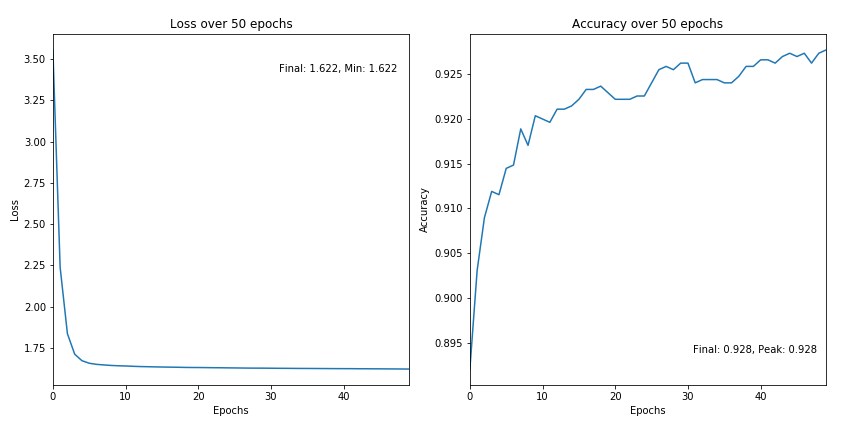 Loss over 50 epochs
Final: 1.622, Min: 1.622
3.50
3.25
3.00
2.75
2.50
2.25
2.00
1.75
Loss
0 10 20 30 40
Epochs
Accuracy over 50 epochs
0.925
0.920
0.915
0.910
0.905
0.900
0.895
Accuracy
Final: 0.928, Peak: 0.928
0 10 20 30 40
Epochs